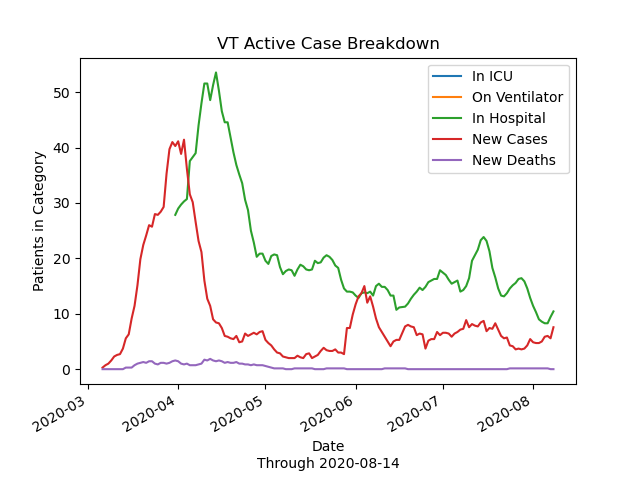 VT Active Case Breakdown
In ICU
On Ventilator
In Hospital
New Cases
New Deaths
Patients in Category
50
40
30
20
10
0
2020-03
2020-04
2020-05
2020-06
2020-07
2020-08
Date
Through 2020-08-14